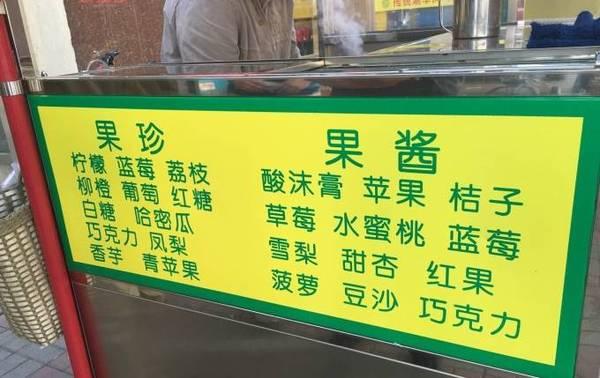 果珍
柠檬 蓝莓 荔枝
柳橙 葡萄 红糖
白糖 哈密瓜
巧克力 凤梨
香芋 青苹果
果酱
酸沫膏 苹果 桔子
草莓 水蜜桃 蓝莓
雪梨 甜杏 红果
菠萝 豆沙 巧克力